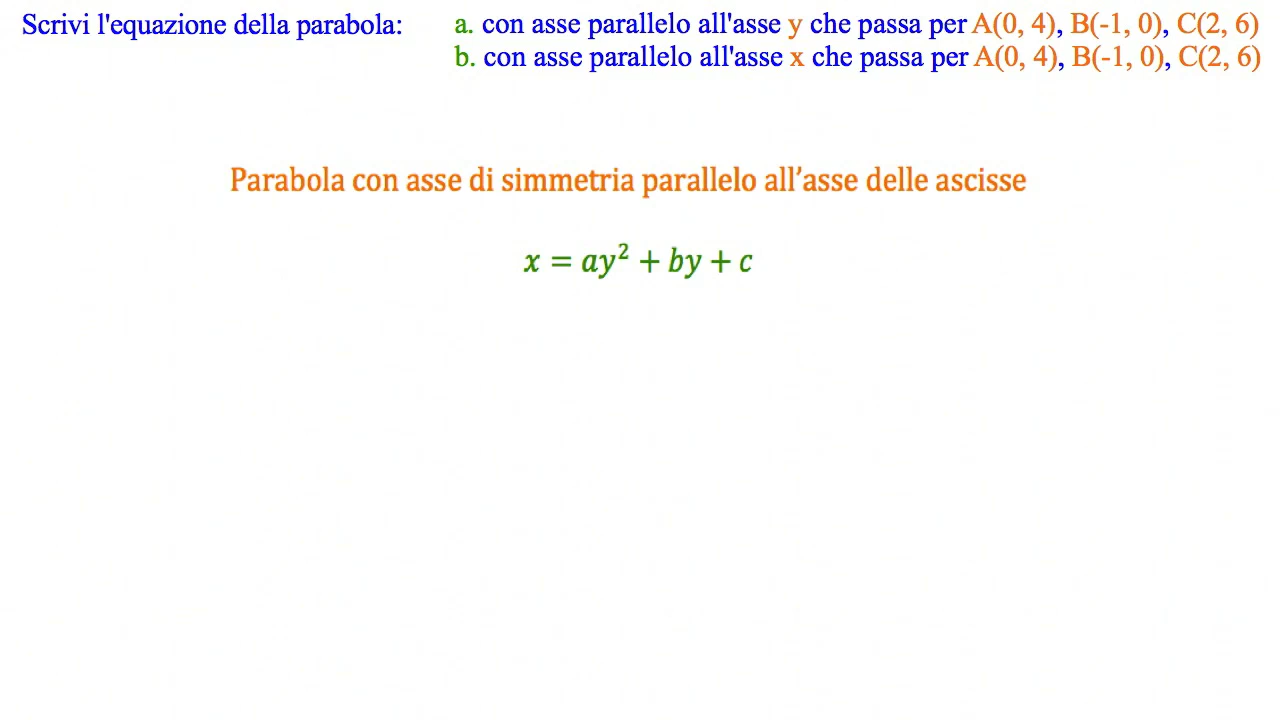 Scrivi l'equazione della parabola: a. con asse parallelo all'asse y che passa per A(0, 4), B(-1, 0), C(2, 6)
b. con asse parallelo all'asse x che passa per A(0, 4), B(-1, 0), C(2, 6)
Parabola con asse di simmetria parallelo all’asse delle ascisse
x = ay² + by + c